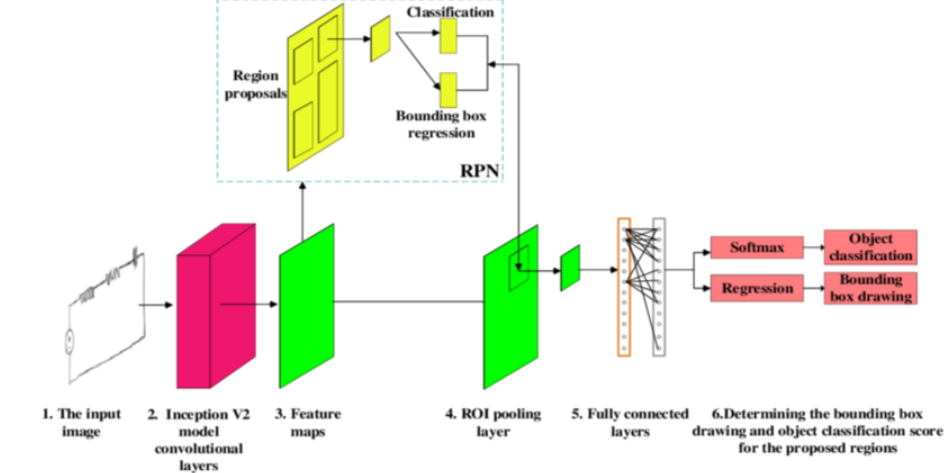 Classification
Region
proposals
Bounding box
regression
RPN
Softmax
Object
classification
Regression
Bounding
box drawing
1. The input
image
2. Inception V2
model
convolutional
layers
3. Feature
maps
4. ROI pooling
layer
5. Fully connected
layers
6.Determining the bounding box
drawing and object classification score
for the proposed regions